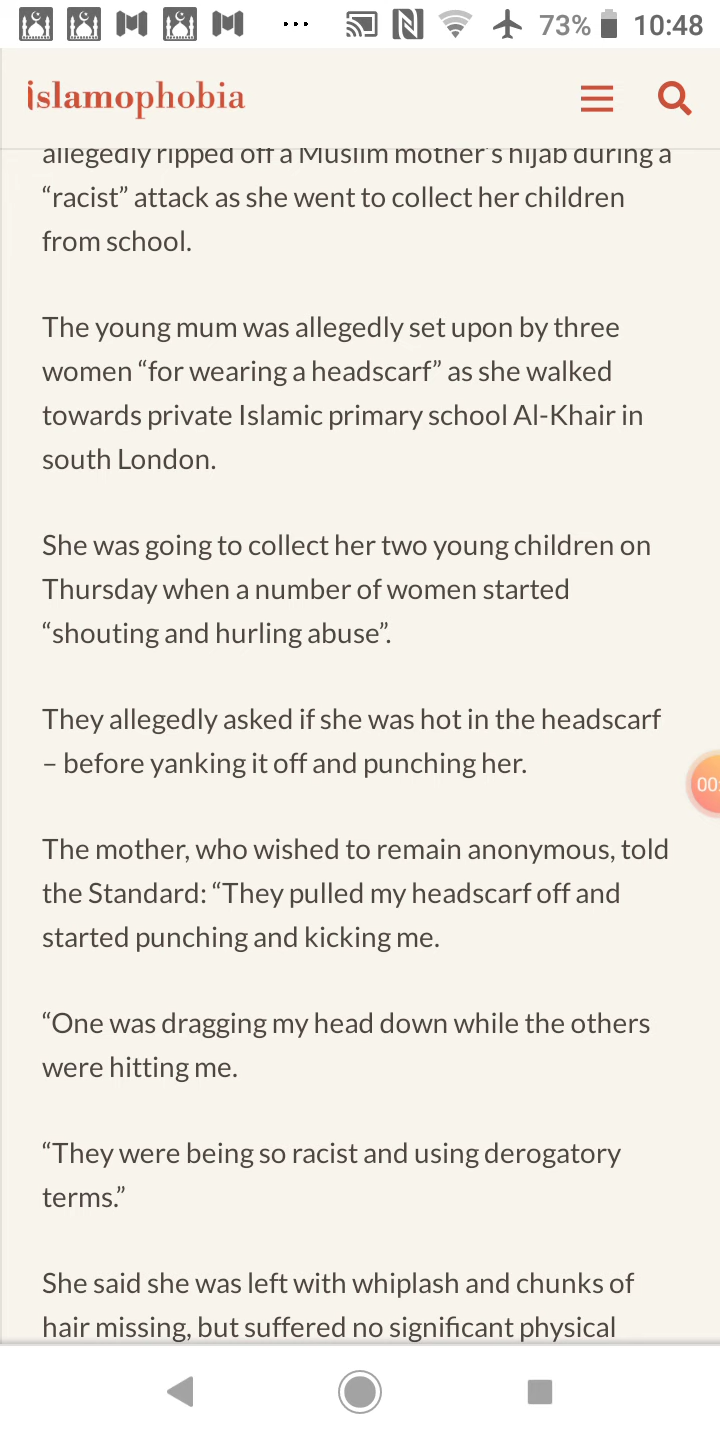 73% 10:48
islamophobia
allegedly ripped off a Muslim mother's hijab during a
“racist” attack as she went to collect her children
from school.
The young mum was allegedly set upon by three
women “for wearing a headscarf” as she walked
towards private Islamic primary school Al-Khair in
south London.
She was going to collect her two young children on
Thursday when a number of women started
“shouting and hurling abuse”.
They allegedly asked if she was hot in the headscarf
– before yanking it off and punching her.
00:
The mother, who wished to remain anonymous, told
the Standard: “They pulled my headscarf off and
started punching and kicking me.
“One was dragging my head down while the others
were hitting me.
“They were being so racist and using derogatory
terms.”
She said she was left with whiplash and chunks of
hair missing, but suffered no significant physical